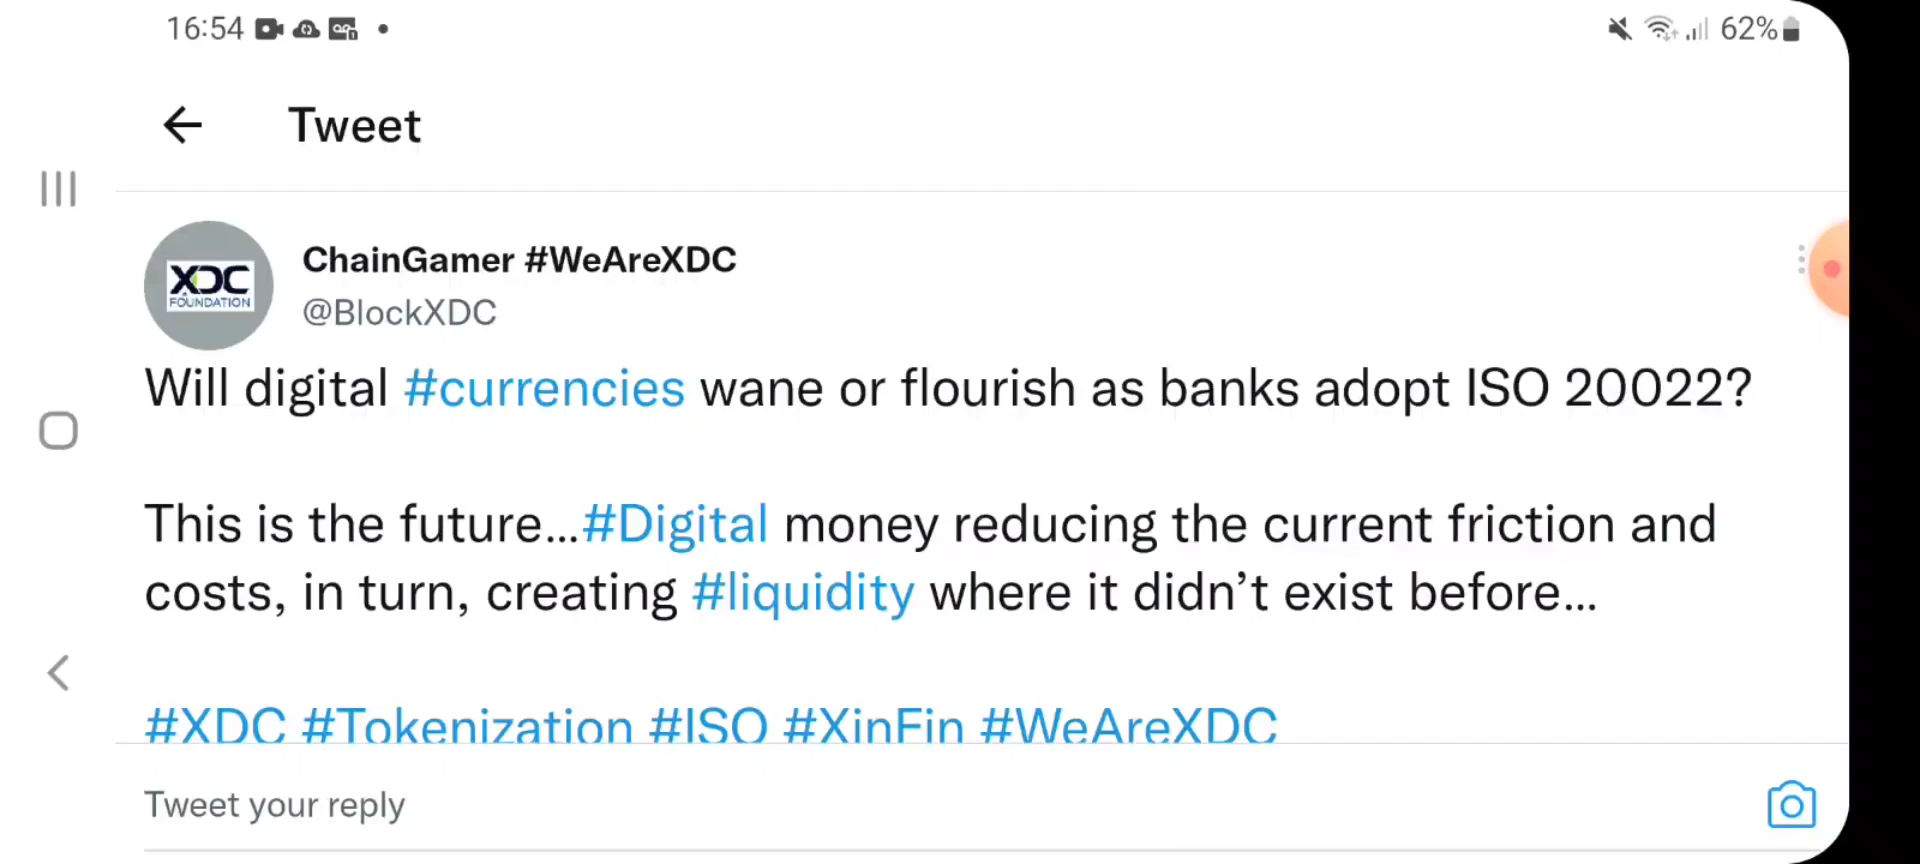 16:54
62%
Tweet
XDC
FOUNDATION
ChainGamer #WeAreXDC
@BlockXDC
Will digital #currencies wane or flourish as banks adopt ISO 20022?
This is the future...#Digital money reducing the current friction and
costs, in turn, creating #liquidity where it didn’t exist before...
#XDC #Tokenization #ISO #XinFin #WeAreXDC
Tweet your reply